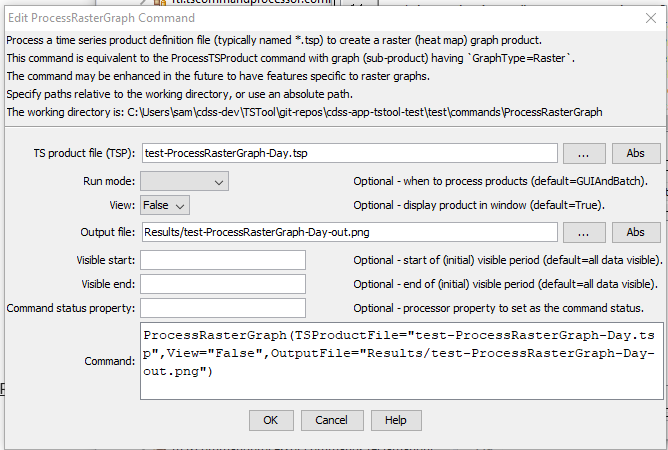 rti.tscommandprocessor.com
Edit ProcessRasterGraph Command
Process a time series product definition file (typically named *.tsp) to create a raster (heat map) graph product.
This command is equivalent to the ProcessTSProduct command with graph (sub-product) having `GraphType=Raster`.
The command may be enhanced in the future to have features specific to raster graphs.
Specify paths relative to the working directory, or use an absolute path.
The working directory is: C:\Users\sam\cdss-dev\TSTool\git-repos\cdss-app-tstool-test\test\commands\ProcessRasterGraph
TS product file (TSP): test-ProcessRasterGraph-Day.tsp ... Abs
Run mode: Optional - when to process products (default=GUIAndBatch).
View: False Optional - display product in window (default=True).
Output file: Results/test-ProcessRasterGraph-Day-out.png ... Abs
Visible start: Optional - start of (initial) visible period (default=all data visible).
Visible end: Optional - end of (initial) visible period (default=all data visible).
Command status property: Optional - processor property to set as the command status.
ProcessRasterGraph(TSProductFile="test-ProcessRasterGraph-Day.ts
Command: p",View="False",OutputFile="Results/test-ProcessRasterGraph-Day-
out.png")
OK Cancel Help